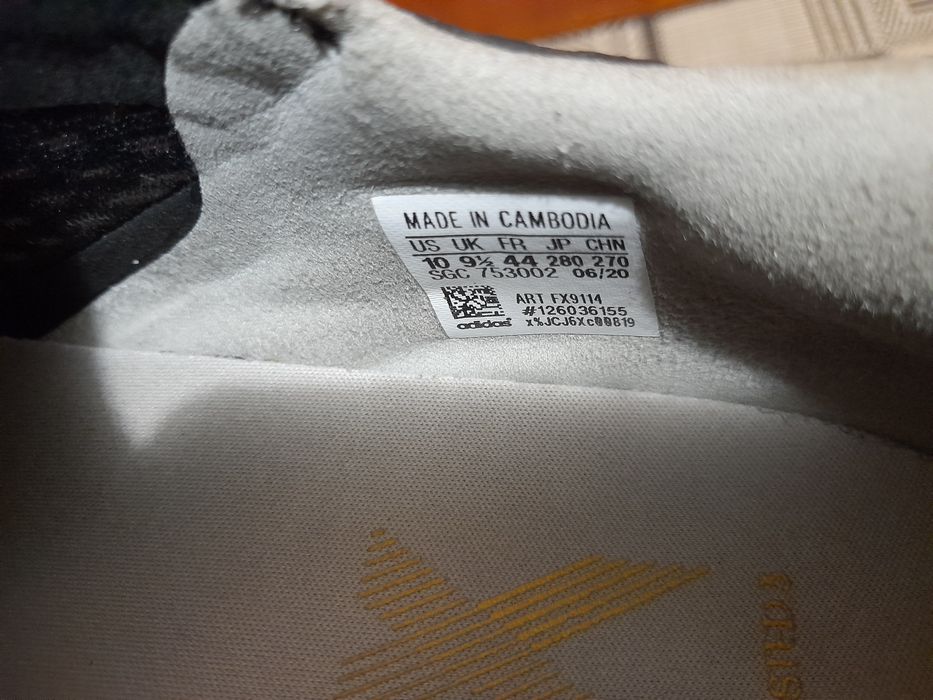 MADE IN CAMBODIA
US UK FR JP CHN
10 9½ 44 280 270
SGC 753002 06/20
ART FX9114
#126036155
x%JCJ6Xc00819
adidas